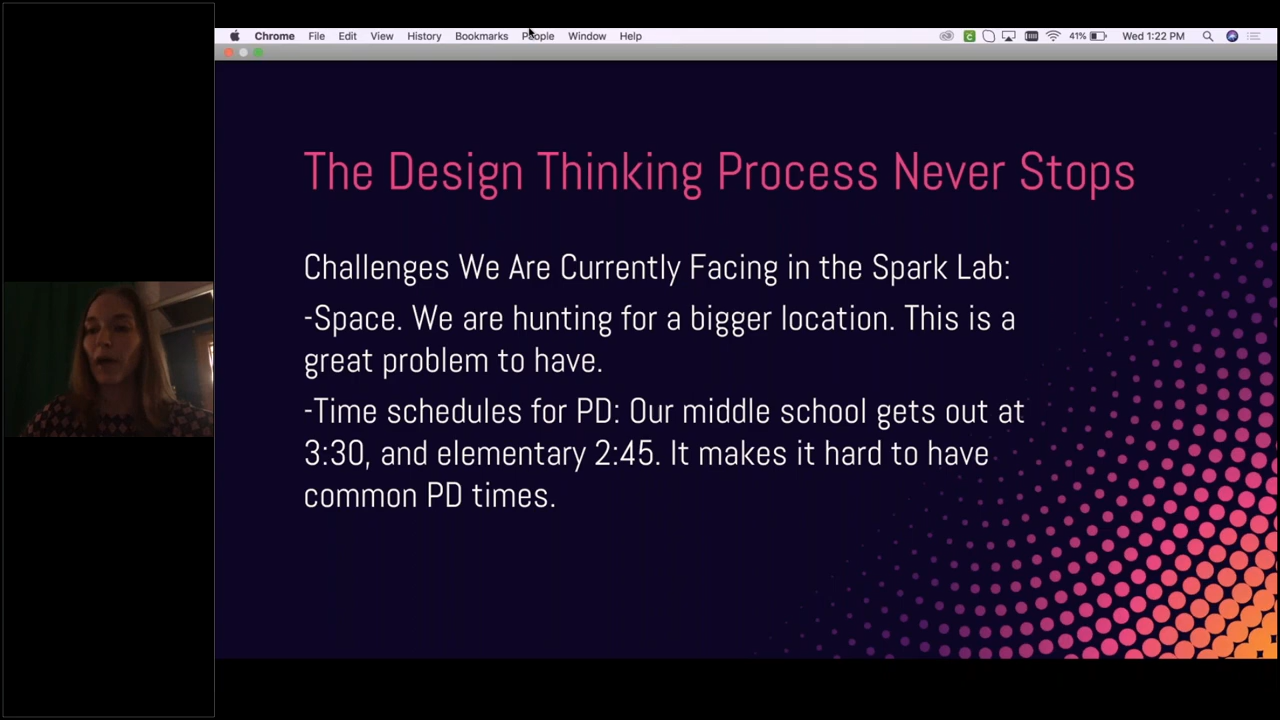 Chrome File Edit View History Bookmarks People Window Help 41% Wed 1:22 PM
The Design Thinking Process Never Stops
Challenges We Are Currently Facing in the Spark Lab:
-Space. We are hunting for a bigger location. This is a
great problem to have.
-Time schedules for PD: Our middle school gets out at
3:30, and elementary 2:45. It makes it hard to have
common PD times.